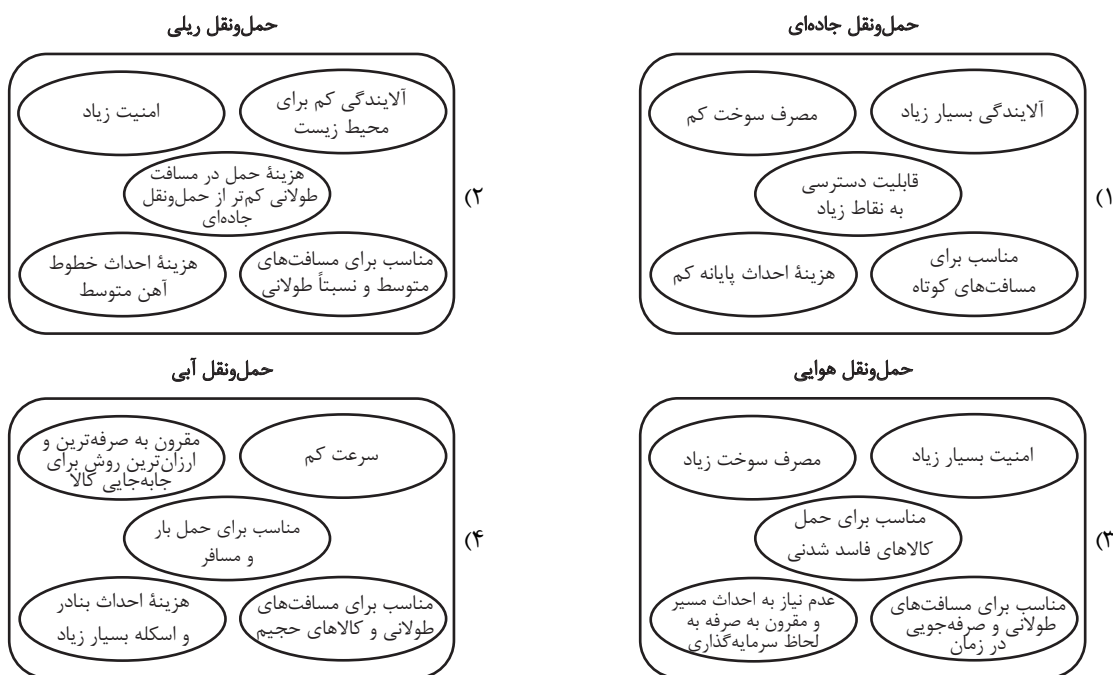 حمل‌ونقل جاده‌ای
آلایندگی بسیار زیاد
مصرف سوخت کم
قابلیت دسترسی
به نقاط زیاد
مناسب برای
مسافت‌های کوتاه
هزینهٔ احداث پایانه کم
۱)
حمل‌ونقل ریلی
آلایندگی کم برای
محیط زیست
امنیت زیاد
هزینهٔ حمل در مسافت
طولانی کم‌تر از حمل‌ونقل
جاده‌ای
مناسب برای مسافت‌های
متوسط و نسبتاً طولانی
هزینهٔ احداث خطوط
آهن متوسط
۲)
حمل‌ونقل هوایی
امنیت بسیار زیاد
مصرف سوخت زیاد
مناسب برای حمل
کالاهای فاسد شدنی
مناسب برای مسافت‌های
طولانی و صرفه‌جویی
در زمان
عدم نیاز به احداث مسیر
و مقرون به صرفه به
لحاظ سرمایه‌گذاری
۳)
حمل‌ونقل آبی
سرعت کم
مقرون به صرفه‌ترین و
ارزان‌ترین روش برای
جابه‌جایی کالا
مناسب برای حمل بار
و مسافر
مناسب برای مسافت‌های
طولانی و کالاهای حجیم
هزینهٔ احداث بنادر
و اسکله بسیار زیاد
۴)